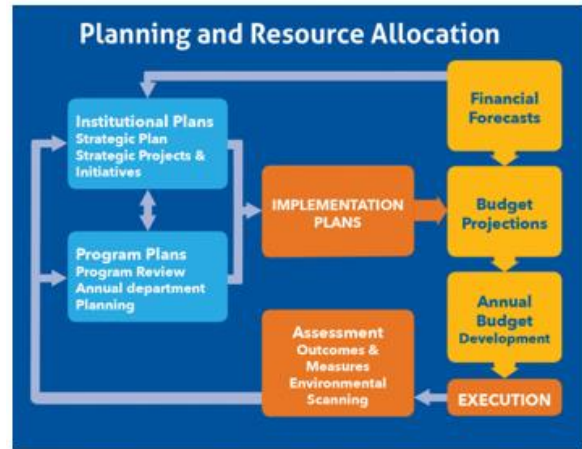 Planning and Resource Allocation
Institutional Plans
Strategic Plan
Strategic Projects &
Initiatives
Program Plans
Program Review
Annual department
Planning
IMPLEMENTATION
PLANS
Financial
Forecasts
Budget
Projections
Annual
Budget
Development
EXECUTION
Assessment
Outcomes &
Measures
Environmental
Scanning